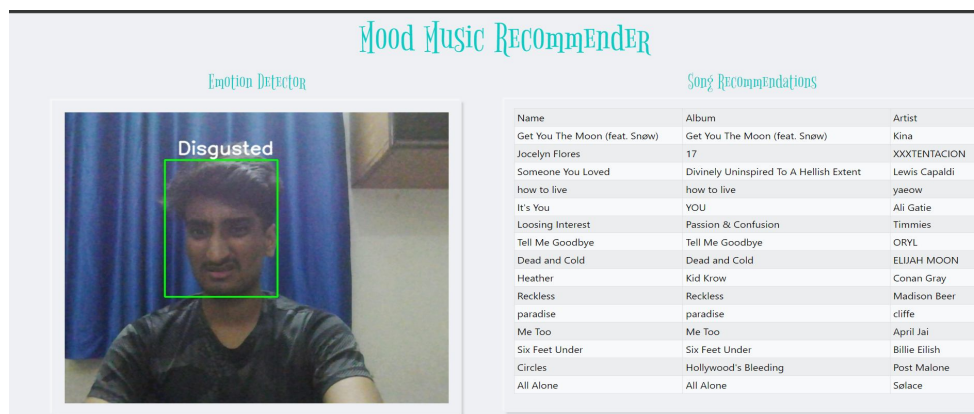 Mood Music Recommender
Emotion Detector
Song Recommendations
Disgusted
Name Album Artist
Get You The Moon (feat. Snøw) Get You The Moon (feat. Snøw) Kina
Jocelyn Flores 17 XXXTENTACION
Someone You Loved Divinely Uninspired To A Hellish Extent Lewis Capaldi
how to live how to live yaeow
It's You YOU Ali Gatie
Loosing Interest Passion & Confusion Timmies
Tell Me Goodbye Tell Me Goodbye ORYL
Dead and Cold Dead and Cold ELIJAH MOON
Heather Kid Krow Conan Gray
Reckless Reckless Madison Beer
paradise paradise cliffe
Me Too Me Too April Jai
Six Feet Under Six Feet Under Billie Eilish
Circles Hollywood's Bleeding Post Malone
All Alone All Alone Sølace